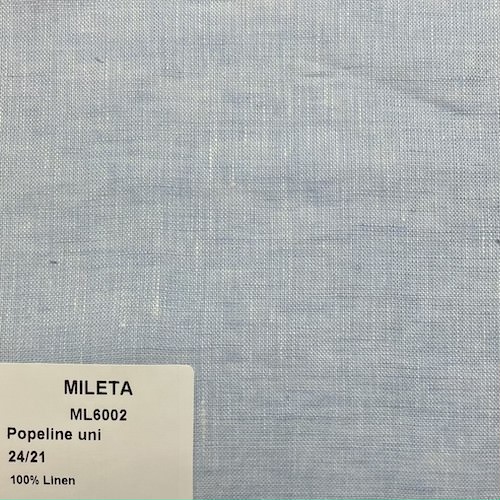 MILETA
ML6002
Popeline uni
24/21
100% Linen